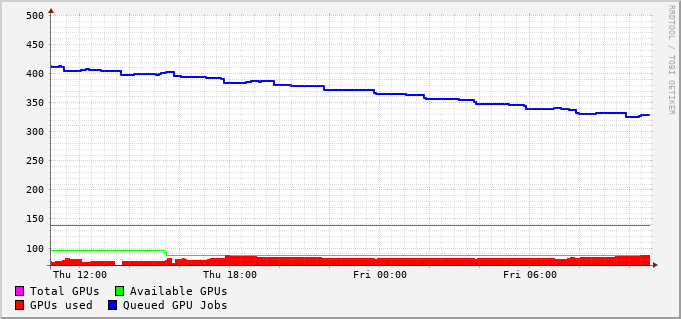 500
450
400
350
300
250
200
150
100
Thu 12:00 Thu 18:00 Fri 00:00 Fri 06:00
Total GPUs Available GPUs
GPUs used Queued GPU Jobs
RRDTOOL / TOBI OETIKER